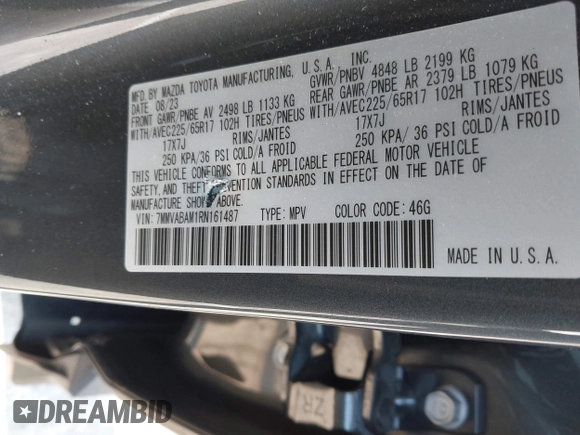 MFD. BY MAZDA TOYOTA MANUFACTURING, U.S.A., INC.
DATE 08/23 GVWR/PNBV 4848 LB 2199 KG
FRONT GAWR/PNBE AV 2498 LB 1133 KG REAR GAWR/PNBE AR 2379 LB 1079 KG
WITH/AVEC225/65R17 102H TIRES/PNEUS WITH/AVEC225/65R17 102H TIRES/PNEUS
17X7J RIMS/JANTES 17X7J RIMS/JANTES
250 KPA/36 PSI COLD/A FROID 250 KPA/36 PSI COLD/A FROID
THIS VEHICLE CONFORMS TO ALL APPLICABLE FEDERAL MOTOR VEHICLE
SAFETY, AND THEFT PREVENTION STANDARDS IN EFFECT ON THE DATE OF
MANUFACTURE SHOWN ABOVE.
VIN: 7MMVABAM1RN161487 TYPE: MPV COLOR CODE: 46G
MADE IN U.S.A.
ZR
DREAMBID